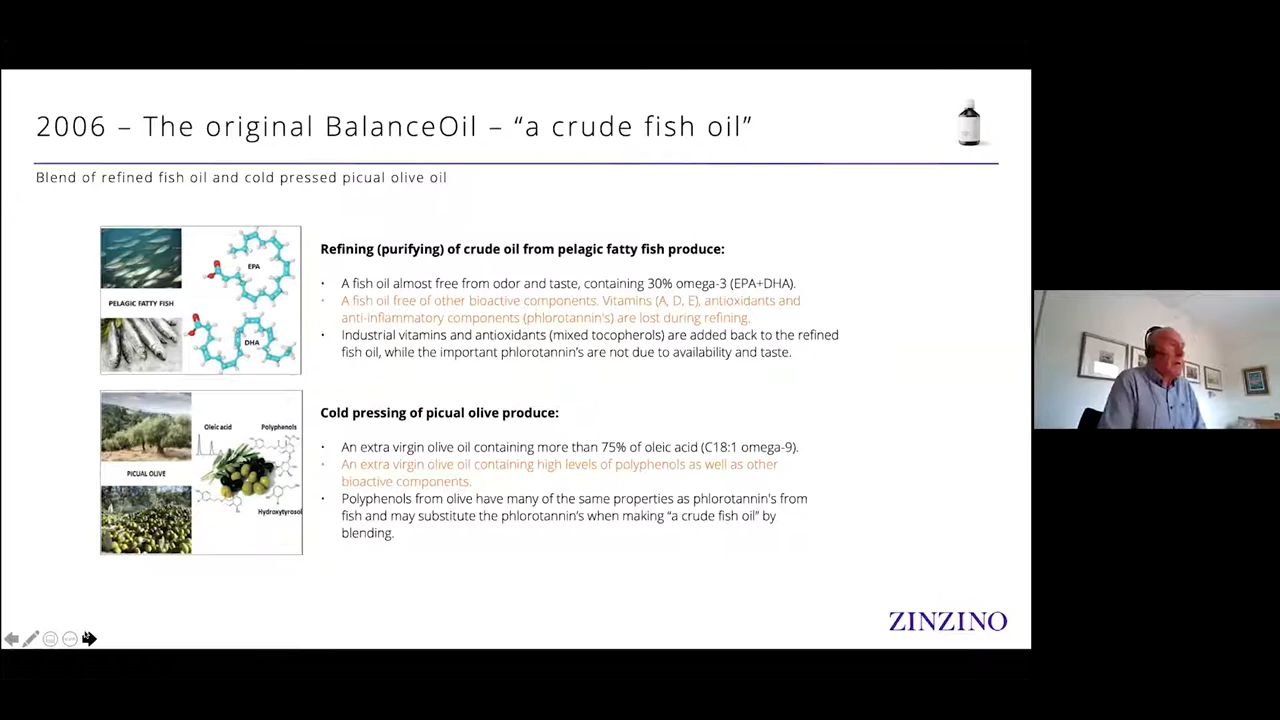 2006 – The original BalanceOil – “a crude fish oil”
Blend of refined fish oil and cold pressed picual olive oil
EPA
PELAGIC FATTY FISH
DHA
Refining (purifying) of crude oil from pelagic fatty fish produce:
• A fish oil almost free from odor and taste, containing 30% omega-3 (EPA+DHA).
• A fish oil free of other bioactive components. Vitamins (A, D, E), antioxidants and
anti-inflammatory components (phlorotannin's) are lost during refining.
• Industrial vitamins and antioxidants (mixed tocopherols) are added back to the refined
fish oil, while the important phlorotannin’s are not due to availability and taste.
Oleic acid
Polyphenols
PICUAL OLIVE
Hydroxytyrosol
Cold pressing of picual olive produce:
• An extra virgin olive oil containing more than 75% of oleic acid (C18:1 omega-9).
• An extra virgin olive oil containing high levels of polyphenols as well as other
bioactive components.
• Polyphenols from olive have many of the same properties as phlorotannin's from
fish and may substitute the phlorotannin’s when making “a crude fish oil” by
blending.
ZINZINO